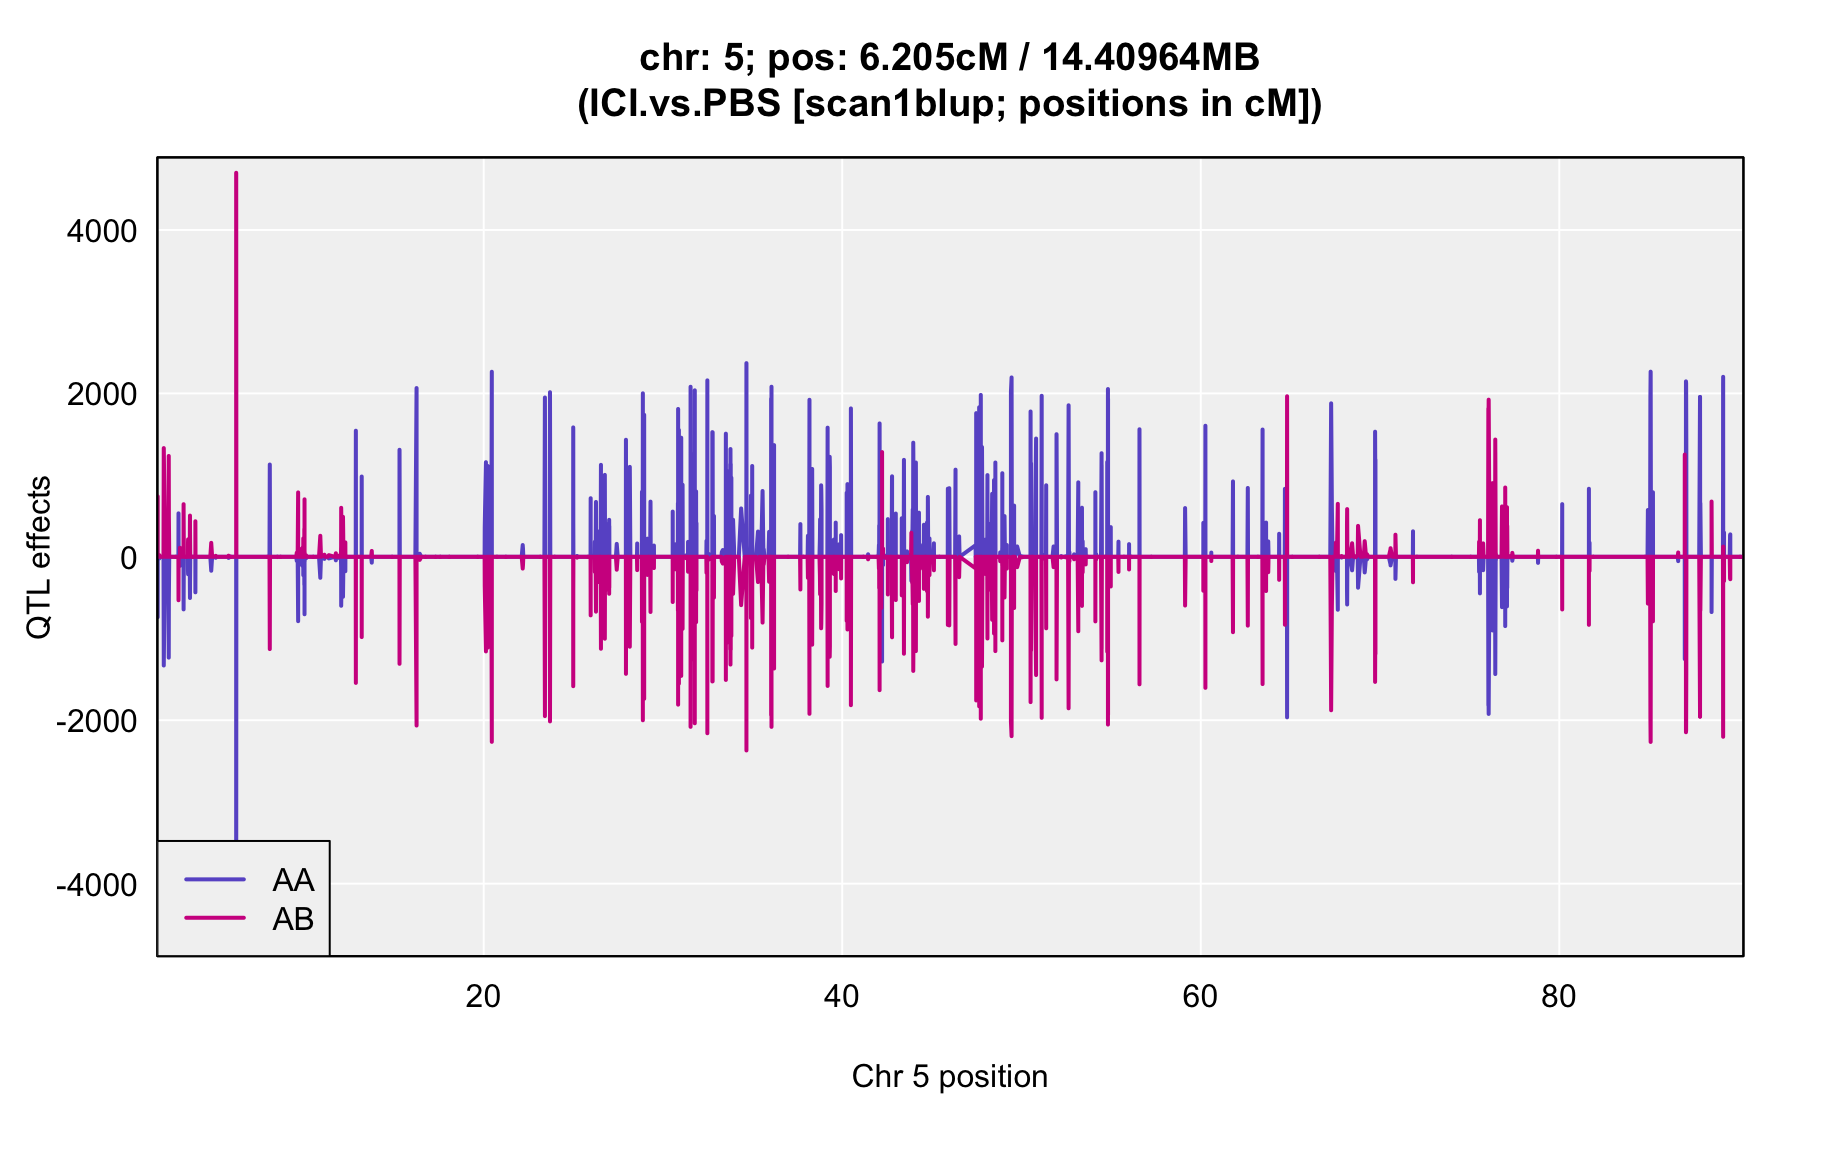 chr: 5; pos: 6.205cM / 14.40964MB
(ICI.vs.PBS [scan1blup; positions in cM])
QTL effects
4000
2000
0
-2000
-4000
AA
AB
20
40
60
80
Chr 5 position